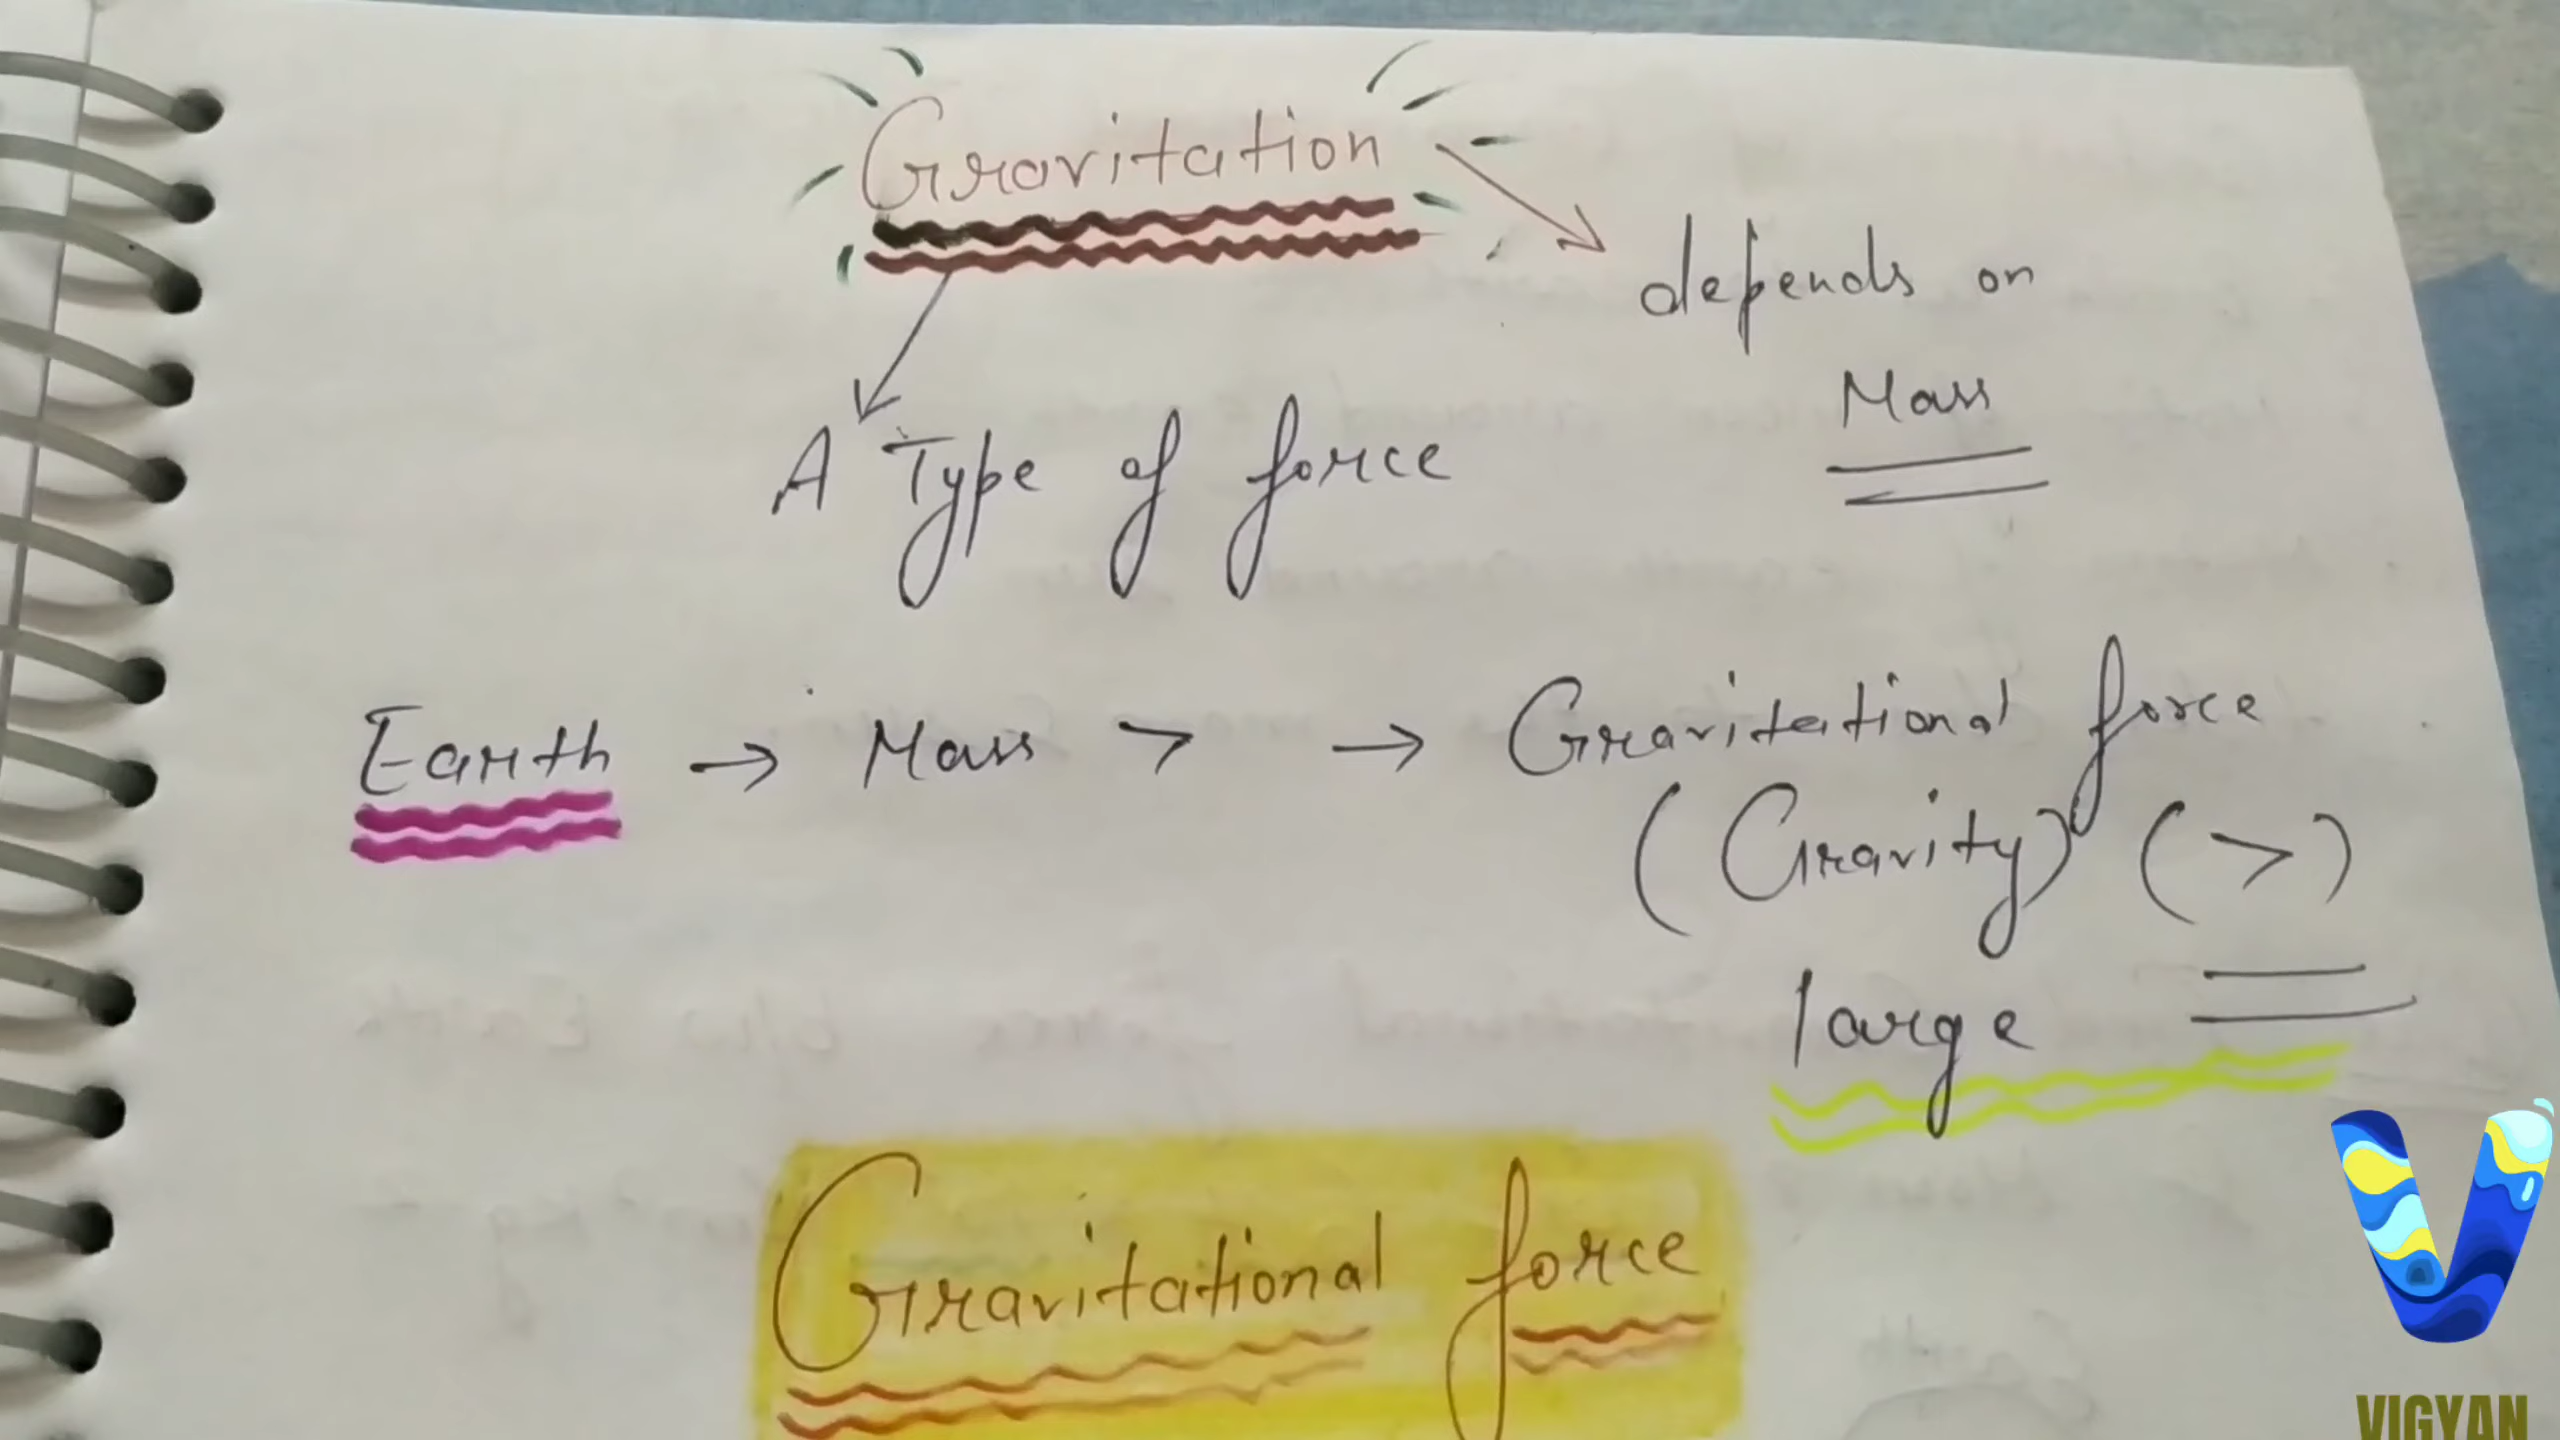 Gravitation
depends on
Mass
A Type of force
Earth → Mass > → Gravitational force
(Gravity) (>)
large
Gravitational force
VIGYAN